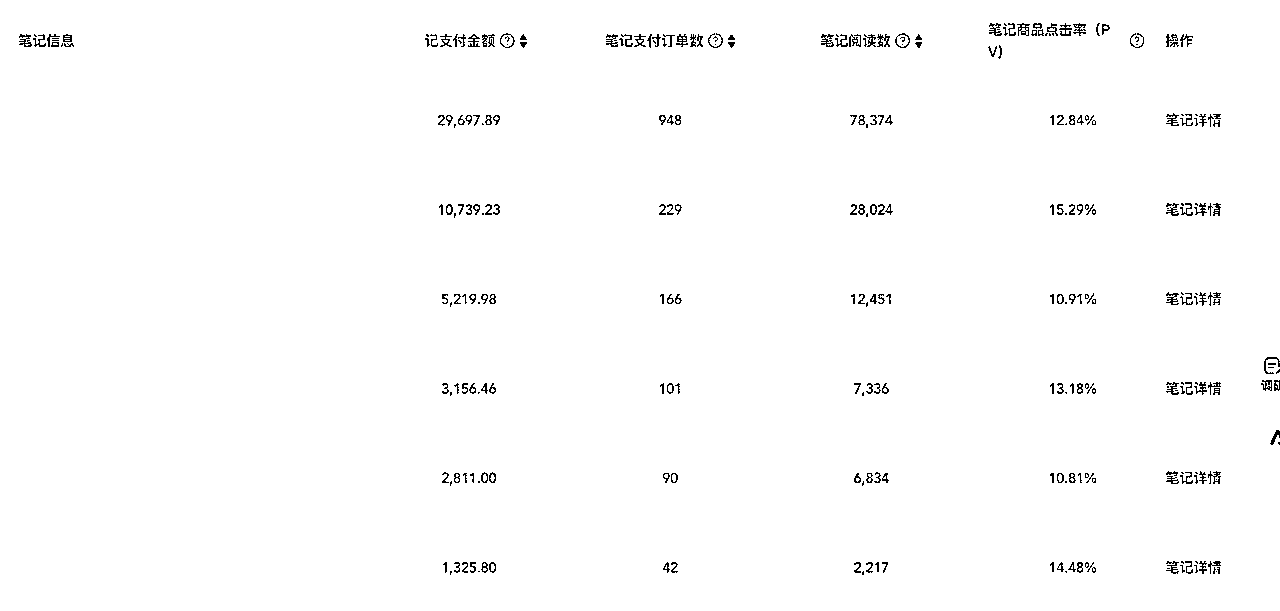 笔记信息 记支付金额 笔记支付订单数 笔记阅读数 笔记商品点击率（P
V） 操作
29,697.89 948 78,374 12.84% 笔记详情
10,739.23 229 28,024 15.29% 笔记详情
5,219.98 166 12,451 10.91% 笔记详情
3,156.46 101 7,336 13.18% 笔记详情
2,811.00 90 6,834 10.81% 笔记详情
1,325.80 42 2,217 14.48% 笔记详情